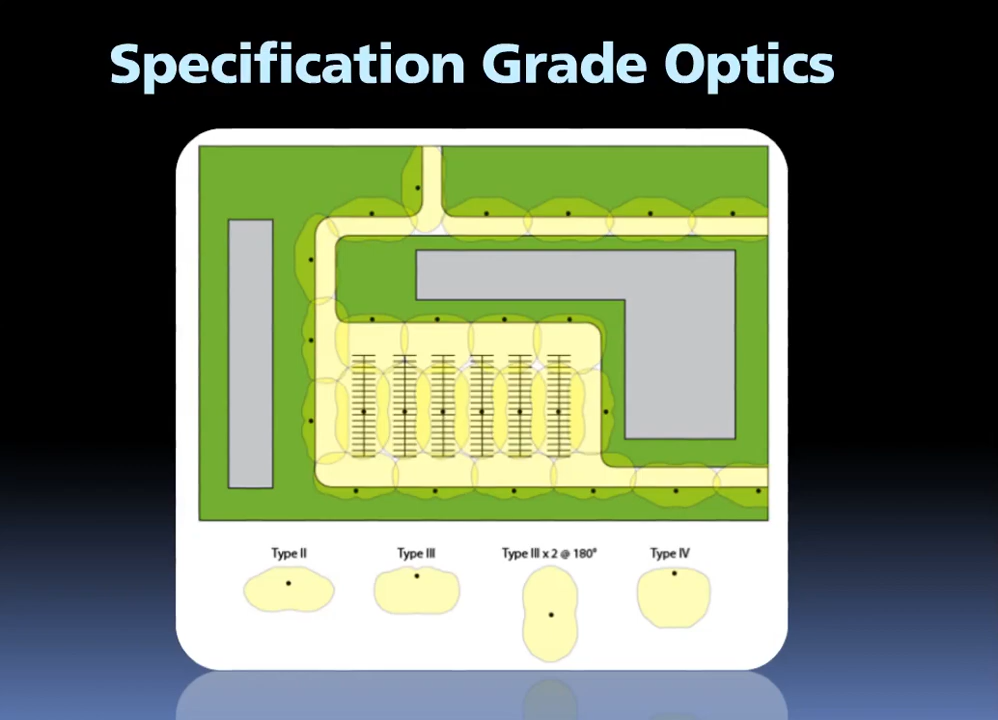 Specification Grade Optics
Type II
Type III
Type III x 2 @ 180°
Type IV